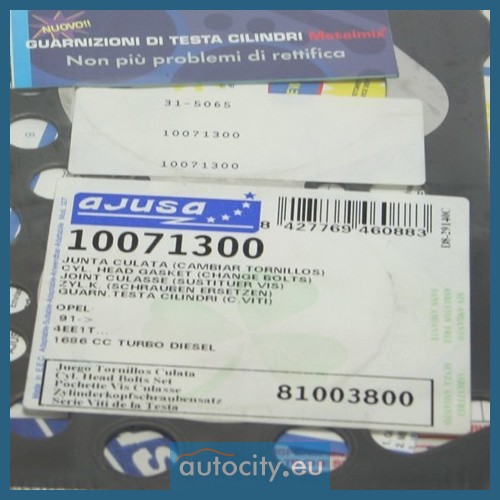 NUOVO!!
GUARNIZIONI DI TESTA CILINDRI Metalmix
Non più problemi di rettifica
31-5065
10071300
10071300
AJUSA
8 427769 460883
D8-29140C
10071300
JUNTA CULATA (CAMBIAR TORNILLOS)
CYL. HEAD GASKET (CHANGE BOLTS)
JOINT CULASSE (SUSTITUER VIS)
ZYL.K. (SCHRAUBEN ERSETZEN)
GUARN.TESTA CILINDRI (C.VITI)
OPEL
91->
4EE1T...
1686 CC TURBO DIESEL
Juego Tornillos Culata
Cyl. Head Bolts Set
Pochette Vis Culasse
Zylinderkopfschraubensatz
Serie Viti de la Testa
81003800
autocity.eu